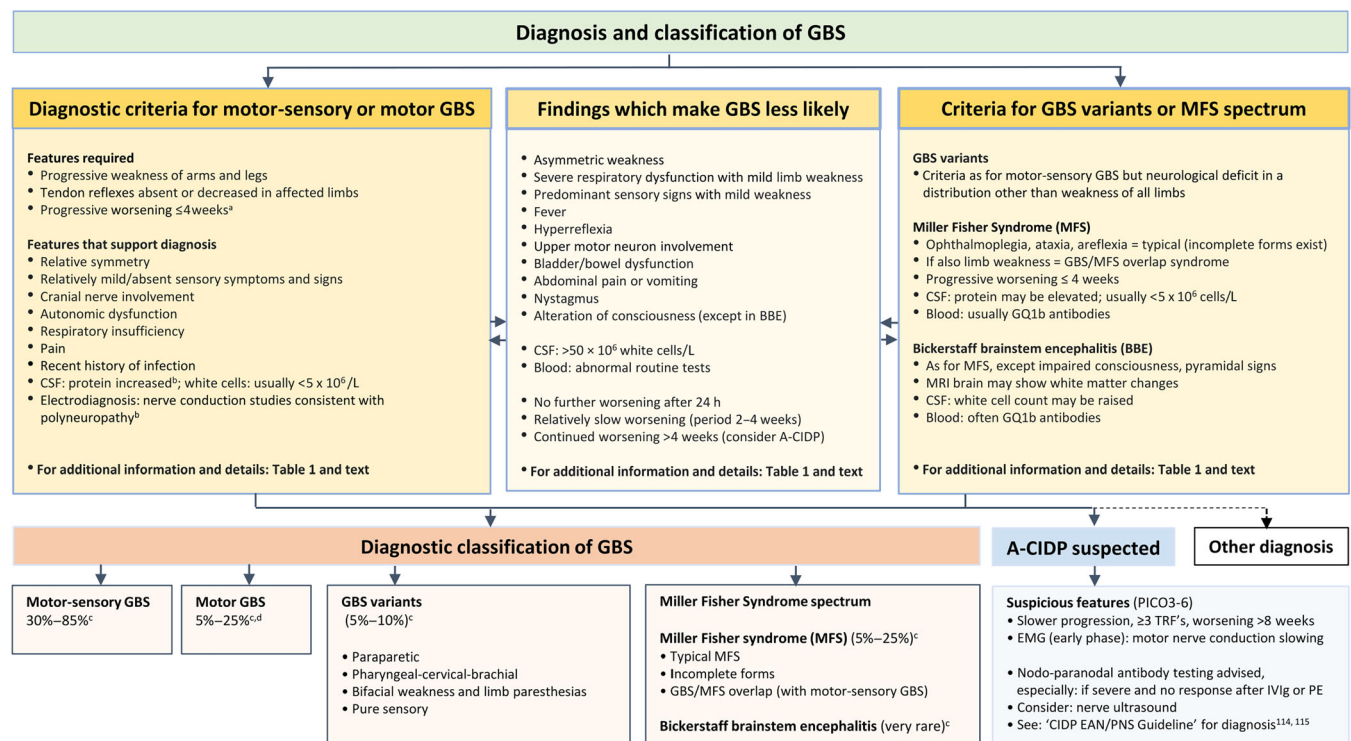 Diagnosis and classification of GBS
Diagnostic criteria for motor-sensory or motor GBS
Features required
• Progressive weakness of arms and legs
• Tendon reflexes absent or decreased in affected limbs
• Progressive worsening ≤4 weeksᵃ
Features that support diagnosis
• Relative symmetry
• Relatively mild/absent sensory symptoms and signs
• Cranial nerve involvement
• Autonomic dysfunction
• Respiratory insufficiency
• Pain
• Recent history of infection
• CSF: protein increasedᵇ; white cells: usually <5 x 10⁶/L
• Electrodiagnosis: nerve conduction studies consistent with
polyneuropathyᵇ
• For additional information and details: Table 1 and text
Findings which make GBS less likely
• Asymmetric weakness
• Severe respiratory dysfunction with mild limb weakness
• Predominant sensory signs with mild weakness
• Fever
• Hyperreflexia
• Upper motor neuron involvement
• Bladder/bowel dysfunction
• Abdominal pain or vomiting
• Nystagmus
• Alteration of consciousness (except in BBE)
• CSF: >50 × 10⁶ white cells/L
• Blood: abnormal routine tests
• No further worsening after 24 h
• Relatively slow worsening (period 2–4 weeks)
• Continued worsening >4 weeks (consider A-CIDP)
• For additional information and details: Table 1 and text
Criteria for GBS variants or MFS spectrum
GBS variants
• Criteria as for motor-sensory GBS but neurological deficit in a
distribution other than weakness of all limbs
Miller Fisher Syndrome (MFS)
• Ophthalmoplegia, ataxia, areflexia = typical (incomplete forms exist)
• If also limb weakness = GBS/MFS overlap syndrome
• Progressive worsening ≤ 4 weeks
• CSF: protein may be elevated; usually <5 x 10⁶ cells/L
• Blood: usually GQ1b antibodies
Bickerstaff brainstem encephalitis (BBE)
• As for MFS, except impaired consciousness, pyramidal signs
• MRI brain may show white matter changes
• CSF: white cell count may be raised
• Blood: often GQ1b antibodies
• For additional information and details: Table 1 and text
Diagnostic classification of GBS
A-CIDP suspected
Other diagnosis
Motor-sensory GBS
30%–85%ᶜ
Motor GBS
5%–25%ᶜ,ᵈ
GBS variants
(5%–10%)ᶜ
• Paraparetic
• Pharyngeal-cervical-brachial
• Bifacial weakness and limb paresthesias
• Pure sensory
Miller Fisher Syndrome spectrum
Miller Fisher syndrome (MFS) (5%–25%)ᶜ
• Typical MFS
• Incomplete forms
• GBS/MFS overlap (with motor-sensory GBS)
Bickerstaff brainstem encephalitis (very rare)ᶜ
Suspicious features (PICO3-6)
• Slower progression, ≥3 TRF's, worsening >8 weeks
• EMG (early phase): motor nerve conduction slowing
• Nodo-paranodal antibody testing advised,
especially: if severe and no response after IVIg or PE
• Consider: nerve ultrasound
• See: 'CIDP EAN/PNS Guideline' for diagnosis¹¹⁴, ¹¹⁵